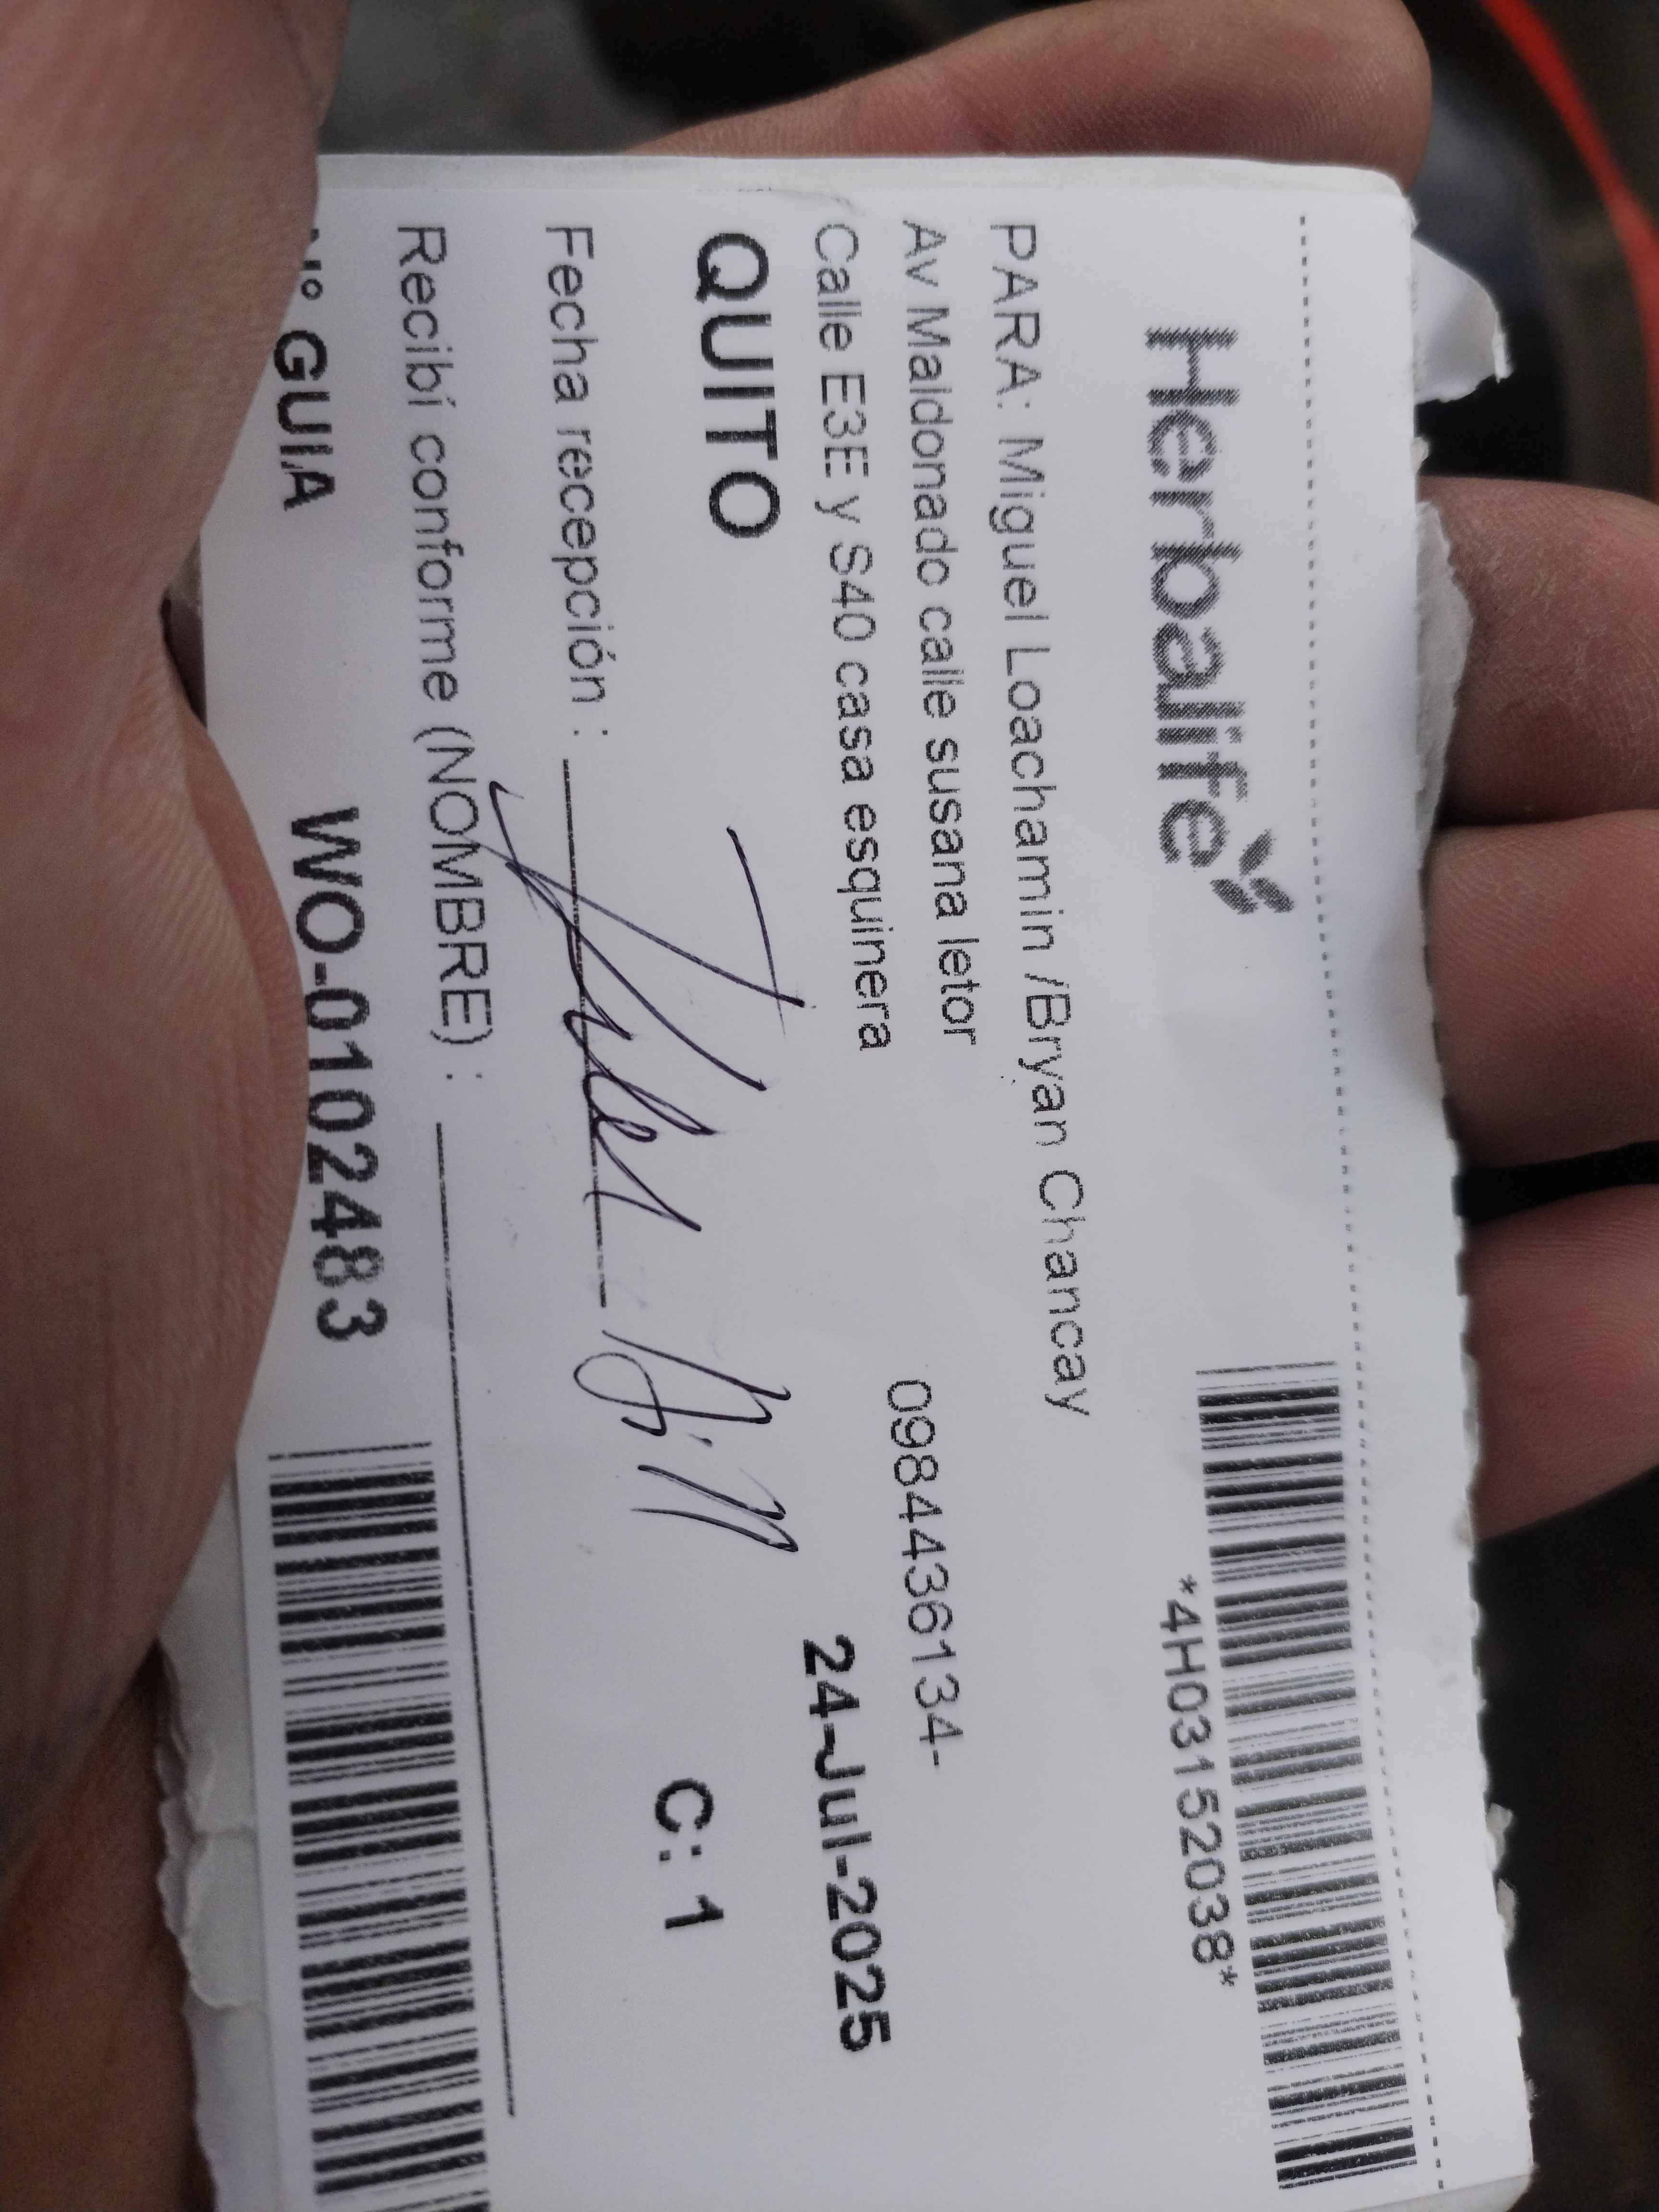 Herbalife
*4H03152038*
PARA: Miguel Loachamin /Bryan Chancay
Av Maldonado calle susana letor
0984436134-
Calle E3E y S40 casa esquinera
24-Jul-2025
QUITO
C: 1
Fecha recepción :
Recibí conforme (NOMBRE) :
N° GUIA WO-0102483